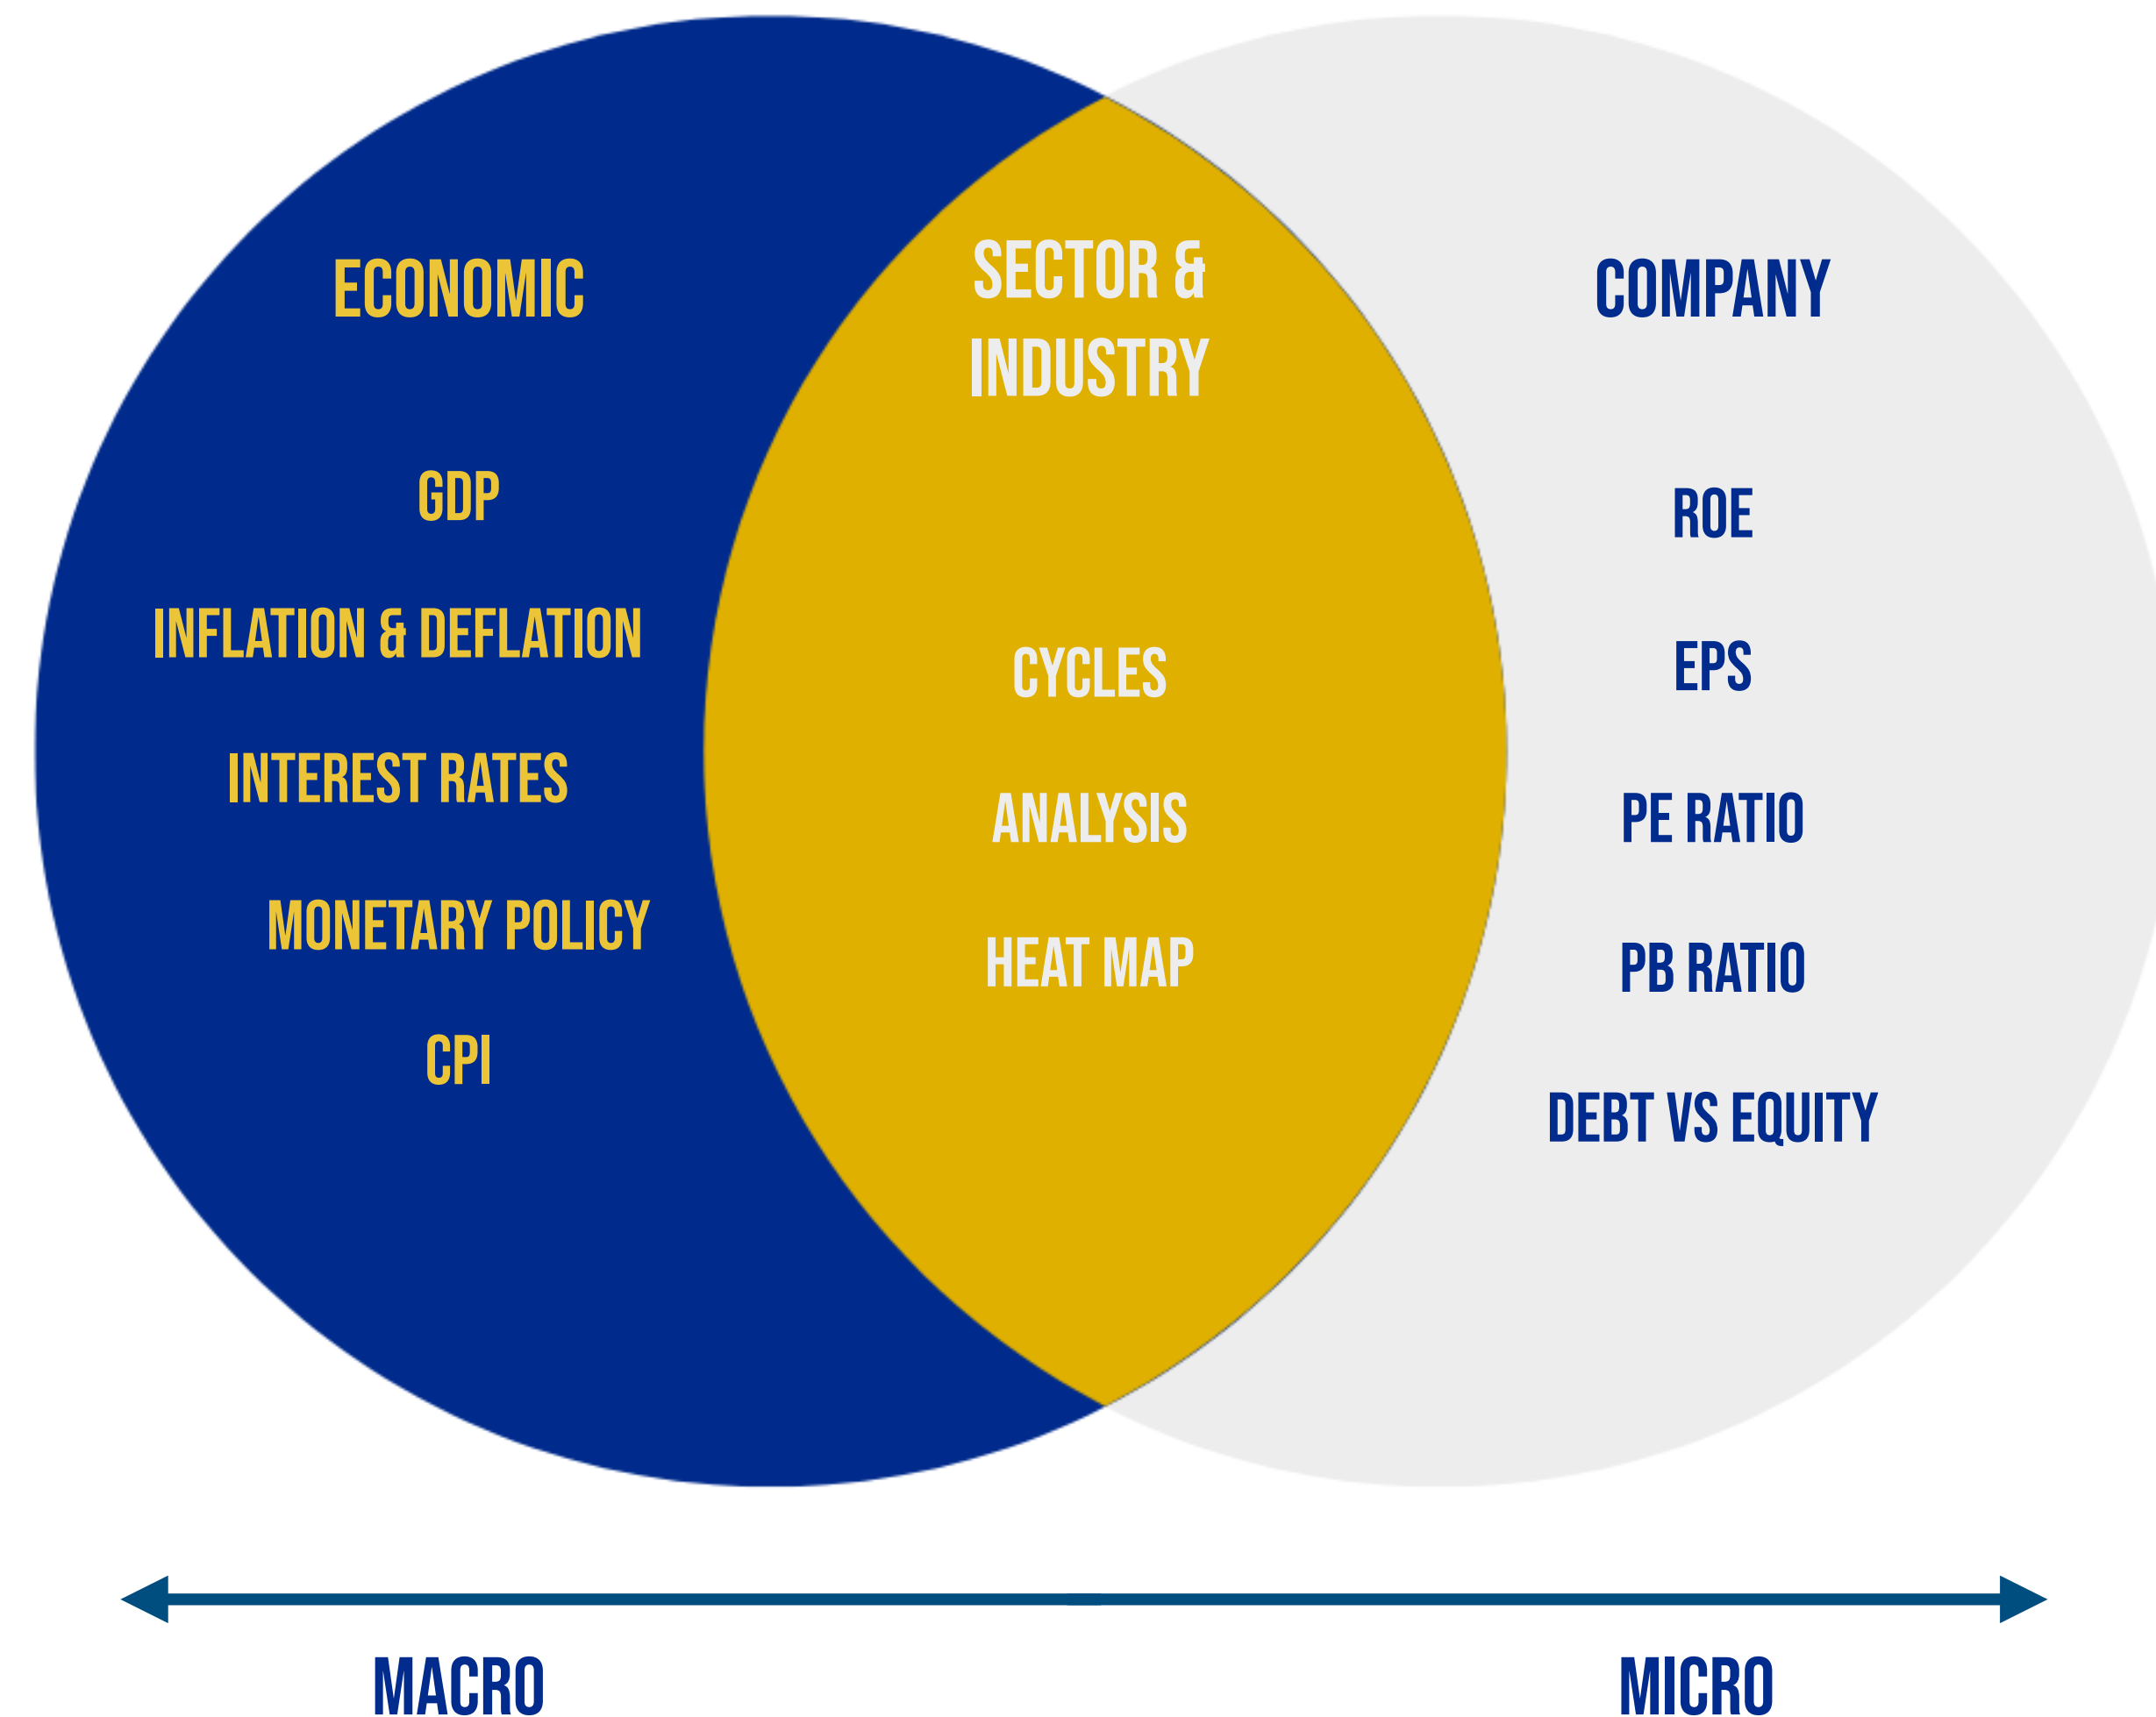 ECONOMIC
GDP
INFLATION & DEFLATION
INTEREST RATES
MONETARY POLICY
CPI
SECTOR &
INDUSTRY
CYCLES
ANALYSIS
HEAT MAP
COMPANY
ROE
EPS
PE RATIO
PB RATIO
DEBT VS EQUITY
MACRO
MICRO